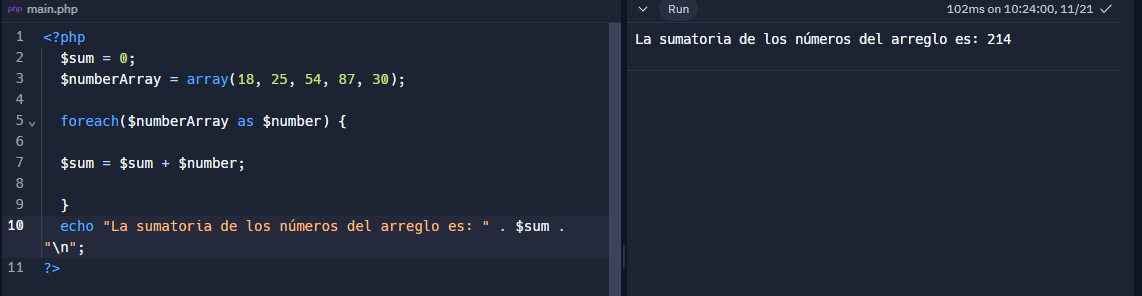 php main.php
1 <?php
2 $sum = 0;
3 $numberArray = array(18, 25, 54, 87, 30);
4
5 foreach($numberArray as $number) {
6
7 $sum = $sum + $number;
8
9 }
10 echo "La sumatoria de los números del arreglo es: " . $sum .
"\n";
11 ?>
Run
102ms on 10:24:00, 11/21
La sumatoria de los números del arreglo es: 214